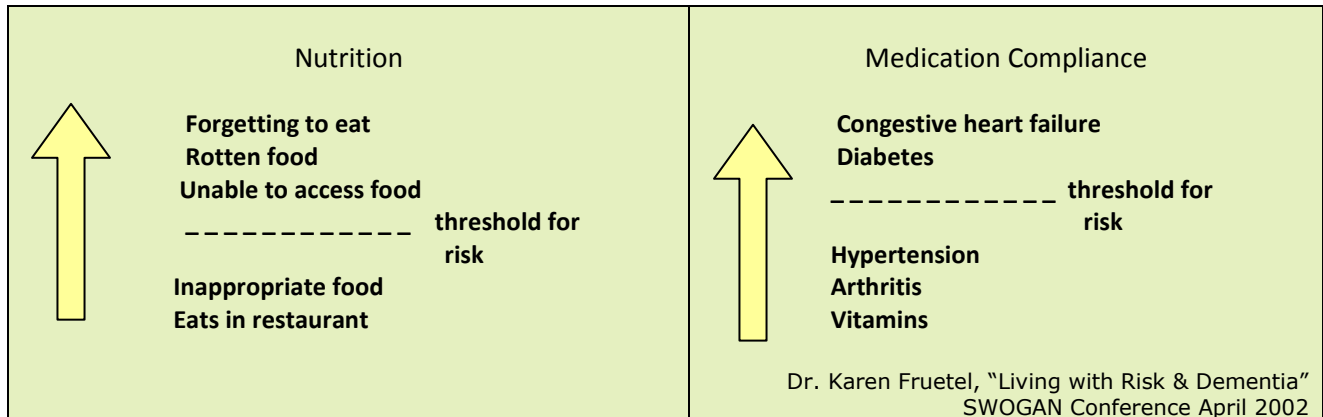 Nutrition
Forgetting to eat
Rotten food
Unable to access food
_ _ _ _ _ _ _ _ _ _ _ _ threshold for
risk
Inappropriate food
Eats in restaurant
Medication Compliance
Congestive heart failure
Diabetes
_ _ _ _ _ _ _ _ _ _ _ _ threshold for
risk
Hypertension
Arthritis
Vitamins
Dr. Karen Fruetel, “Living with Risk & Dementia”
SWOGAN Conference April 2002